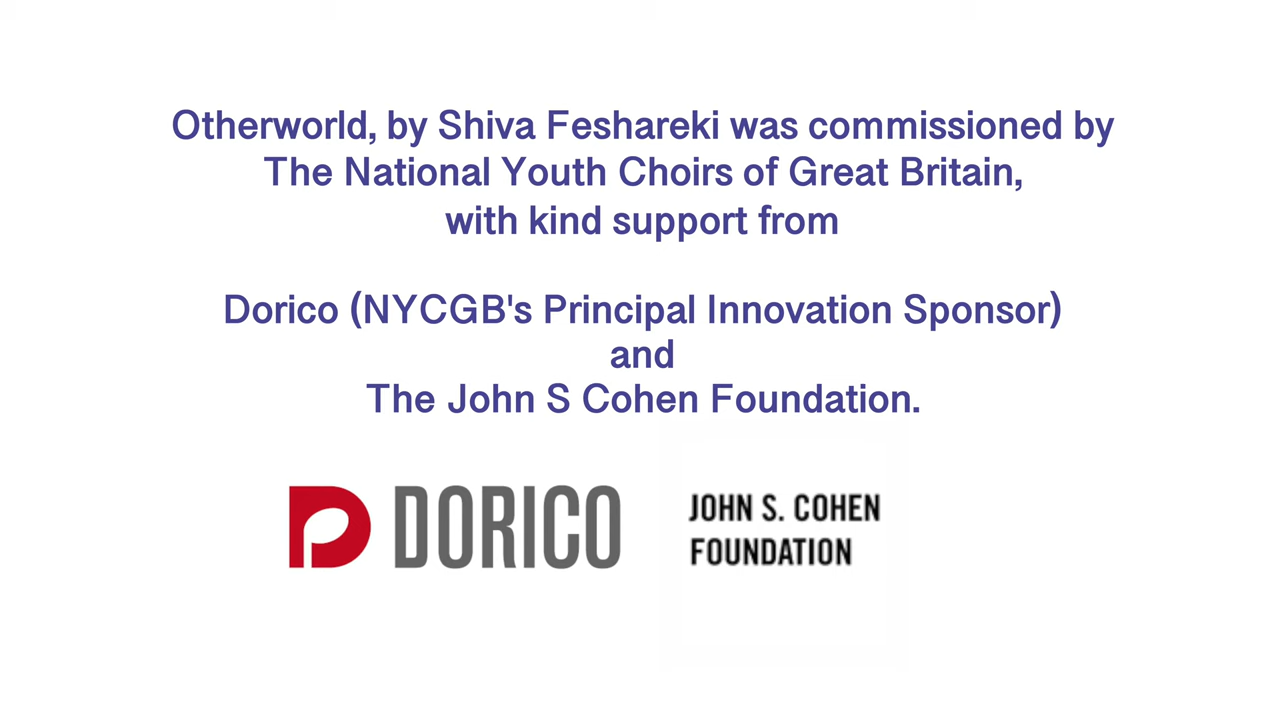 Otherworld, by Shiva Feshareki was commissioned by
The National Youth Choirs of Great Britain,
with kind support from
Dorico (NYCGB's Principal Innovation Sponsor)
and
The John S Cohen Foundation.
DORICO
JOHN S. COHEN
FOUNDATION